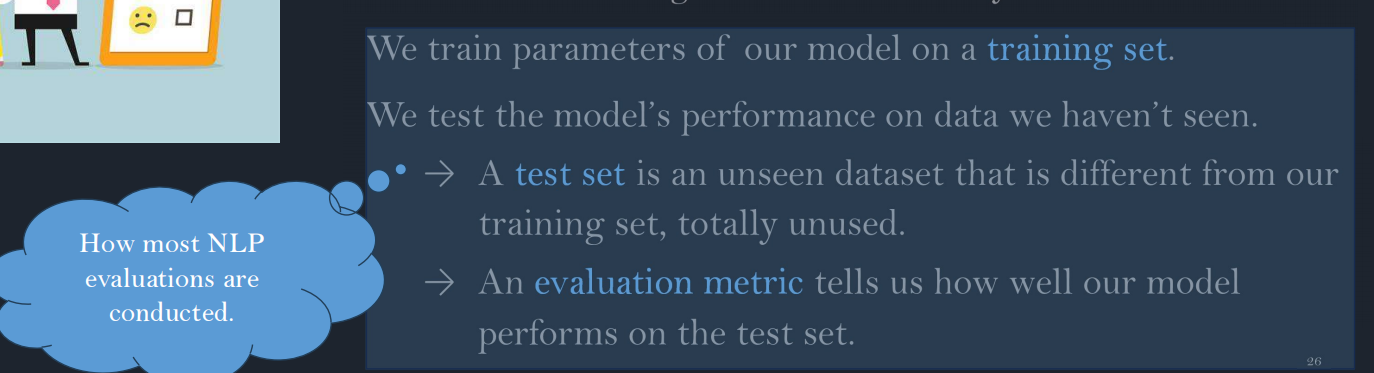 We train parameters of our model on a training set.
We test the model's performance on data we haven't seen.
→ A test set is an unseen dataset that is different from our
training set, totally unused.
→ An evaluation metric tells us how well our model
performs on the test set.
How most NLP
evaluations are
conducted.
26